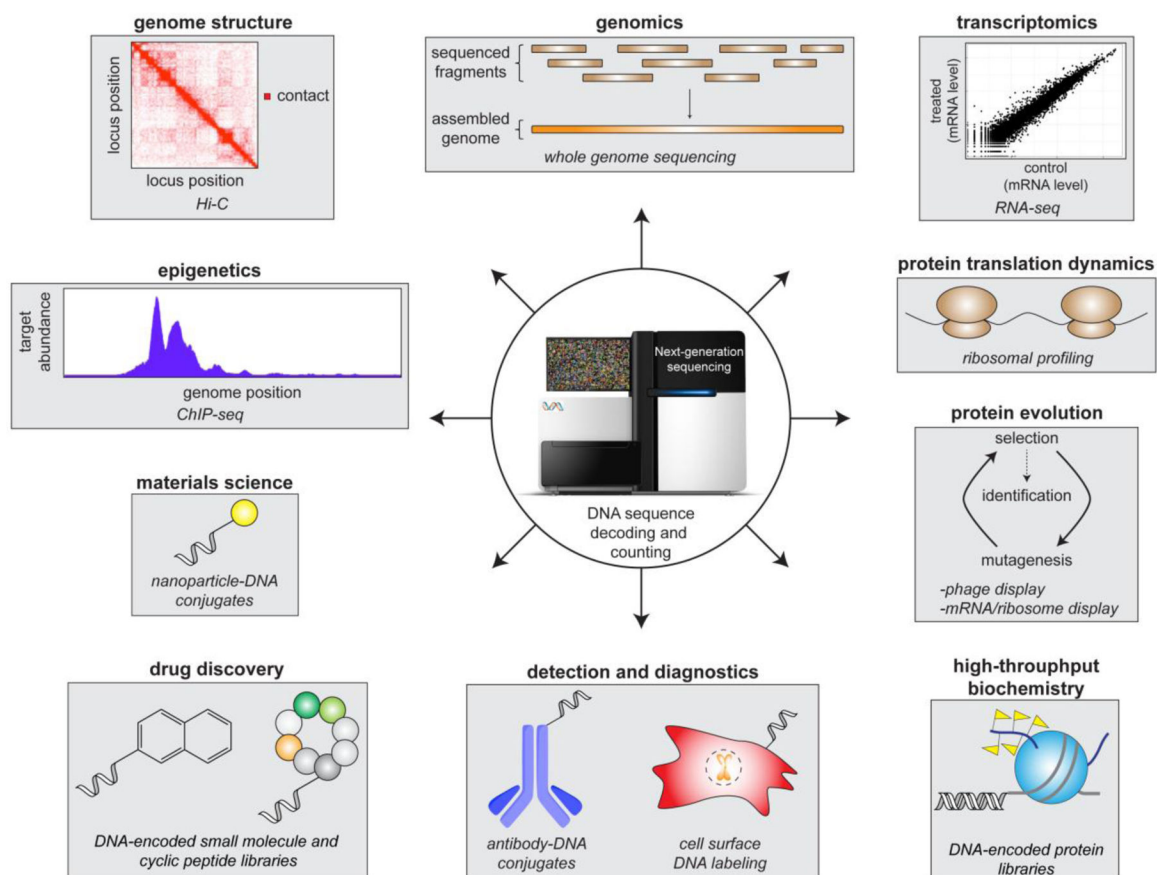 genome structure
locus position
contact
locus position
Hi-C
genomics
sequenced
fragments
assembled
genome
whole genome sequencing
transcriptomics
treated
(mRNA level)
control
(mRNA level)
RNA-seq
epigenetics
target
abundance
genome position
ChIP-seq
Next-generation
sequencing
DNA sequence
decoding and
counting
protein translation dynamics
ribosomal profiling
protein evolution
selection
identification
mutagenesis
-phage display
-mRNA/ribosome display
materials science
nanoparticle-DNA
conjugates
drug discovery
DNA-encoded small molecule and
cyclic peptide libraries
detection and diagnostics
antibody-DNA
conjugates
cell surface
DNA labeling
high-throuphput
biochemistry
DNA-encoded protein
libraries